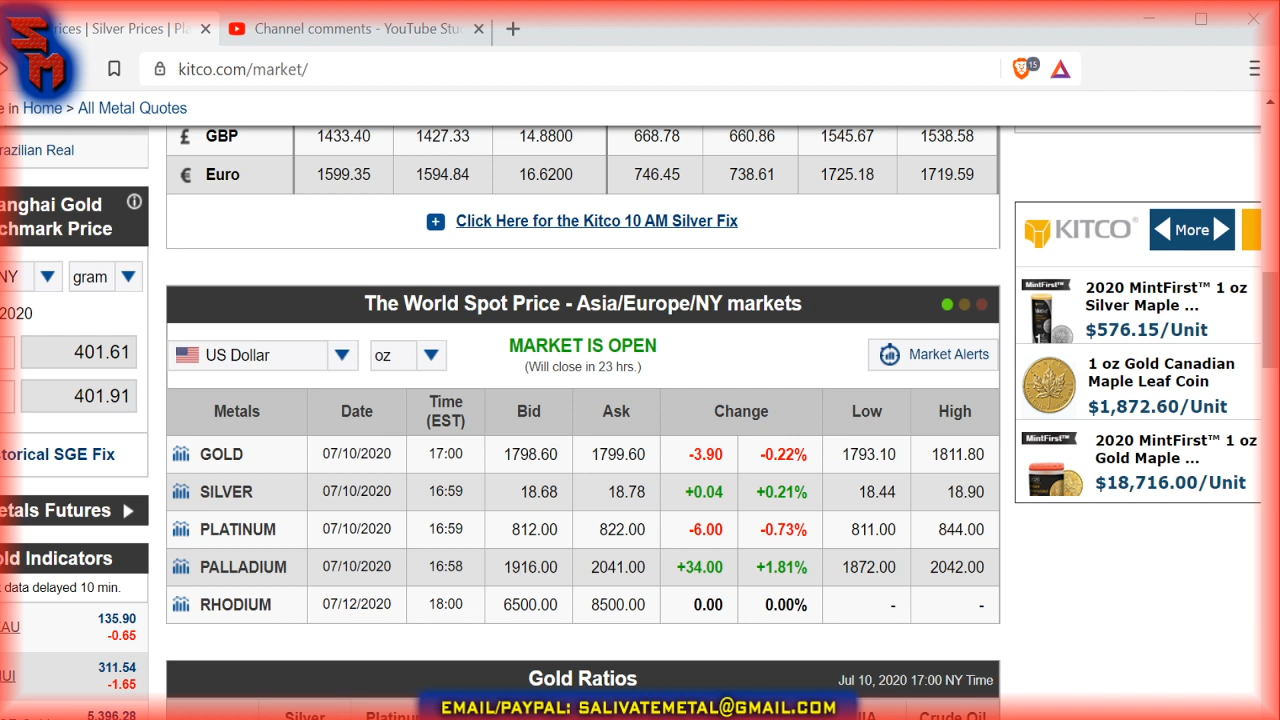 SM
rices | Silver Prices | Pla
Channel comments - YouTube Stu
kitco.com/market/
15
e in Home > All Metal Quotes
razilian Real
£ GBP 1433.40 1427.33 14.8800 668.78 660.86 1545.67 1538.58
€ Euro 1599.35 1594.84 16.6200 746.45 738.61 1725.18 1719.59
Click Here for the Kitco 10 AM Silver Fix
anghai Gold
chmark Price
NY gram
2020
401.61
401.91
torical SGE Fix
etals Futures
old Indicators
data delayed 10 min.
AU 135.90
-0.65
UI 311.54
-1.65
5,396.28
The World Spot Price - Asia/Europe/NY markets
US Dollar oz
MARKET IS OPEN
(Will close in 23 hrs.)
Market Alerts
Metals Date Time (EST) Bid Ask Change Low High
GOLD 07/10/2020 17:00 1798.60 1799.60 -3.90 -0.22% 1793.10 1811.80
SILVER 07/10/2020 16:59 18.68 18.78 +0.04 +0.21% 18.44 18.90
PLATINUM 07/10/2020 16:59 812.00 822.00 -6.00 -0.73% 811.00 844.00
PALLADIUM 07/10/2020 16:58 1916.00 2041.00 +34.00 +1.81% 1872.00 2042.00
RHODIUM 07/12/2020 18:00 6500.00 8500.00 0.00 0.00% - -
Gold Ratios
Jul 10, 2020 17:00 NY Time
Silver Platinu Crude Oil
KITCO®
More
MintFirst™
2020 MintFirst™ 1 oz
Silver Maple ...
$576.15/Unit
1 oz Gold Canadian
Maple Leaf Coin
$1,872.60/Unit
MintFirst™
2020 MintFirst™ 1 oz
Gold Maple ...
$18,716.00/Unit
EMAIL/PAYPAL: SALIVATEMETAL@GMAIL.COM